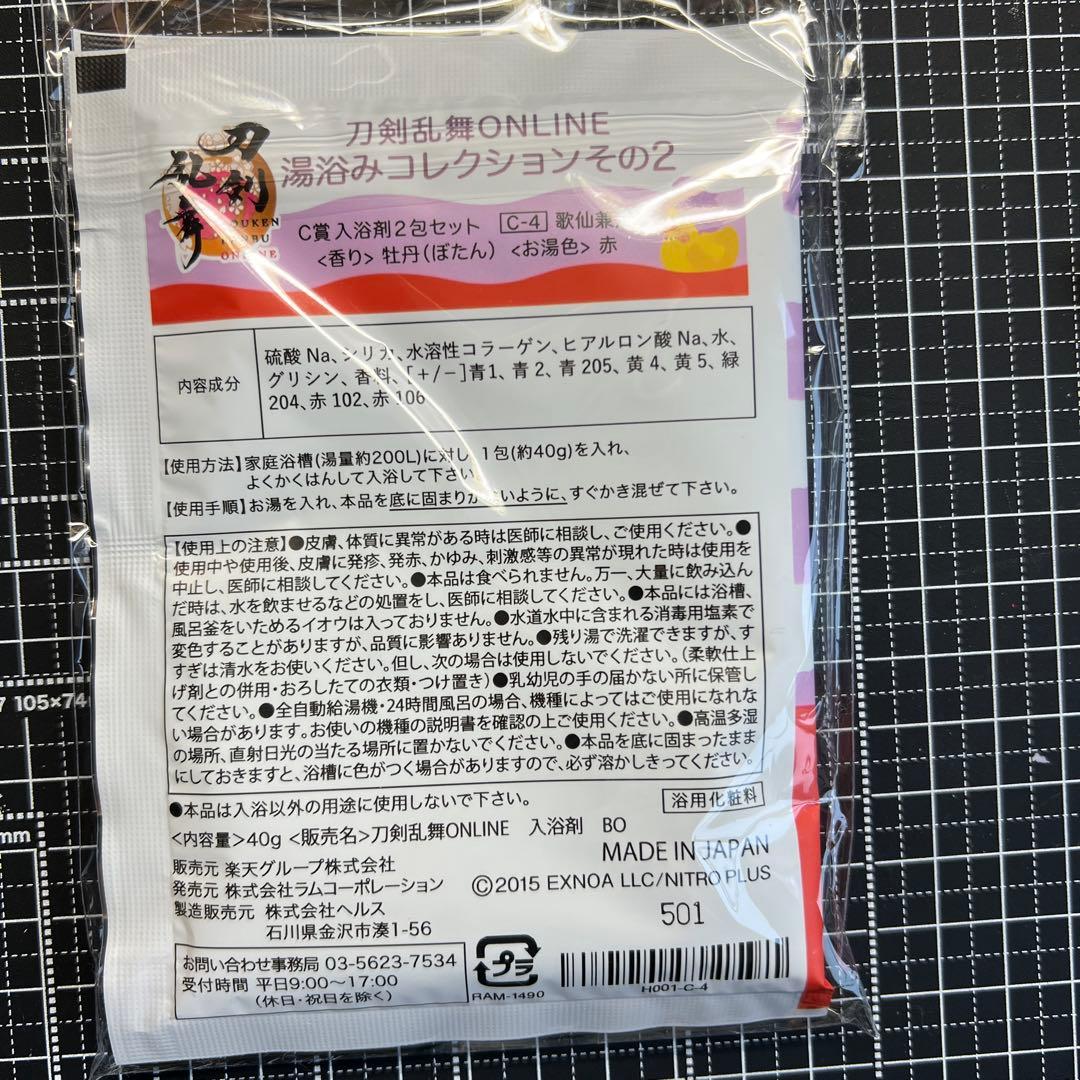 刀剣乱舞
TOUKEN
RANBU
ONLINE
刀剣乱舞ONLINE
湯浴みコレクションその2
C賞 入浴剤2包セット C-4 歌仙兼
<香り> 牡丹(ぼたん) <お湯色> 赤
内容成分
硫酸Na、シリカ、水溶性コラーゲン、ヒアルロン酸Na、水、
グリシン、香料、[+/−]青1、青2、青205、黄4、黄5、緑
204、赤102、赤106
【使用方法】家庭浴槽(湯量約200L)に対し、1包(約40g)を入れ、
よくかくはんして入浴して下さい
【使用手順】お湯を入れ、本品を底に固まりがないように、すぐかき混ぜて下さい。
【使用上の注意】●皮膚、体質に異常がある時は医師に相談し、ご使用ください。●
使用中や使用後、皮膚に発疹、発赤、かゆみ、刺激感等の異常が現れた時は使用を
中止し、医師に相談してください。●本品は食べられません。万一、大量に飲み込ん
だ時は、水を飲ませるなどの処置をし、医師に相談してください。●本品には浴槽、
風呂釜をいためるイオウは入っておりません。●水道水中に含まれる消毒用塩素で
変色することがありますが、品質に影響ありません。●残り湯で洗濯できますが、す
すぎは清水をお使いください。但し、次の場合は使用しないでください。(柔軟仕上
げ剤との併用・おろしたての衣類・つけ置き)●乳幼児の手の届かない所に保管し
てください。●全自動給湯機・24時間風呂の場合、機種によってはご使用になれな
い場合があります。お使いの機種の説明書を確認の上ご使用ください。●高温多湿
の場所、直射日光の当たる場所に置かないでください。●本品を底に固まったまま
にしておきますと、浴槽に色がつく場合がありますので、必ず溶かしきってください。
●本品は入浴以外の用途に使用しないで下さい。
浴用化粧料
<内容量>40g <販売名>刀剣乱舞ONLINE 入浴剤 BO
MADE IN JAPAN
販売元 楽天グループ株式会社
発売元 株式会社ラムコーポレーション
©2015 EXNOA LLC/NITRO PLUS
製造販売元 株式会社ヘルス
石川県金沢市湊1-56
501
お問い合わせ事務局 03-5623-7534
受付時間 平日9:00〜17:00
(休日・祝日を除く)
プラ
RAM-1490
H001-C-4
105×74
mm